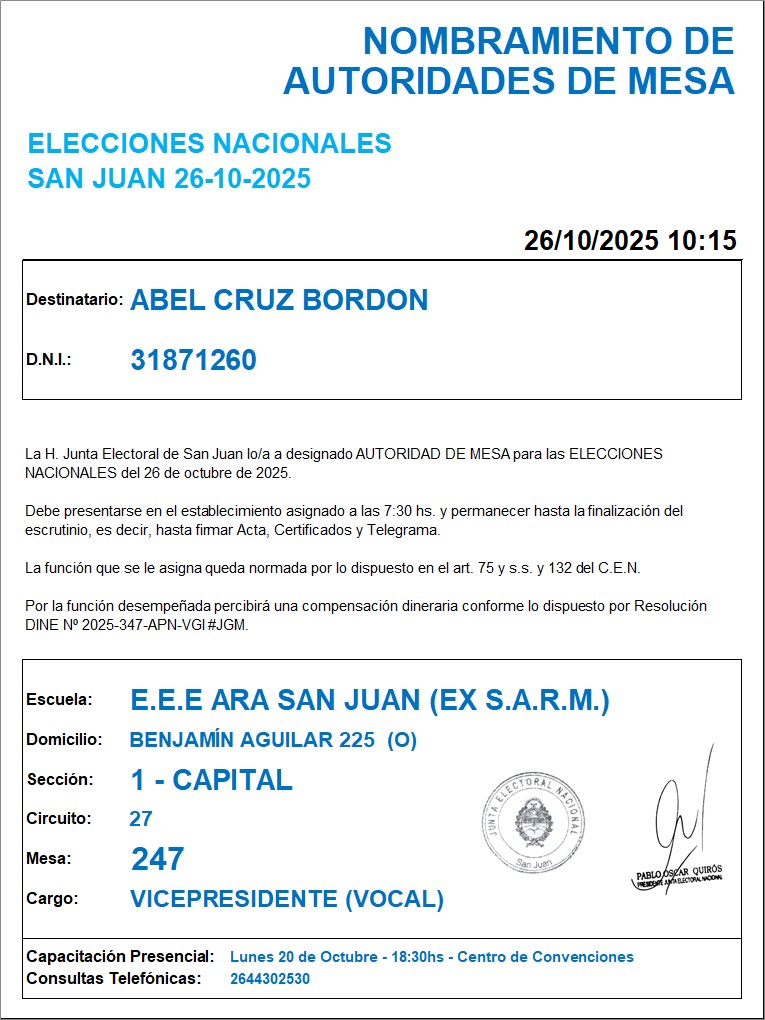 NOMBRAMIENTO DE
AUTORIDADES DE MESA
ELECCIONES NACIONALES
SAN JUAN 26-10-2025
26/10/2025 10:15
Destinatario: ABEL CRUZ BORDON
D.N.I.: 31871260
La H. Junta Electoral de San Juan lo/a a designado AUTORIDAD DE MESA para las ELECCIONES
NACIONALES del 26 de octubre de 2025.
Debe presentarse en el establecimiento asignado a las 7:30 hs. y permanecer hasta la finalización del
escrutinio, es decir, hasta firmar Acta, Certificados y Telegrama.
La función que se le asigna queda normada por lo dispuesto en el art. 75 y s.s. y 132 del C.E.N.
Por la función desempeñada percibirá una compensación dineraria conforme lo dispuesto por Resolución
DINE Nº 2025-347-APN-VGI#JGM.
Escuela: E.E.E ARA SAN JUAN (EX S.A.R.M.)
Domicilio: BENJAMÍN AGUILAR 225 (O)
Sección: 1 - CAPITAL
Circuito: 27
Mesa: 247
Cargo: VICEPRESIDENTE (VOCAL)
JUNTA ELECTORAL NACIONAL
San Juan
PABLO OSCAR QUIRÓS
PRESIDENTE JUNTA ELECTORAL NACIONAL
Capacitación Presencial: Lunes 20 de Octubre - 18:30hs - Centro de Convenciones
Consultas Telefónicas: 2644302530